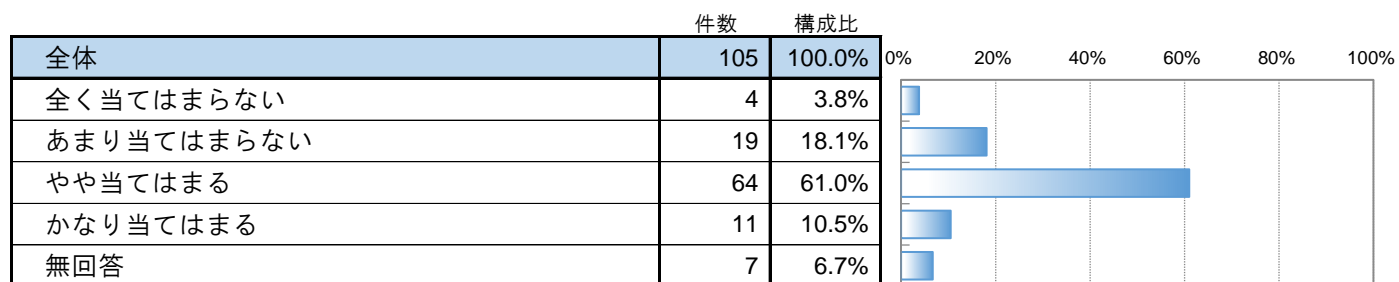 件数 構成比
全体 105 100.0% 0% 20% 40% 60% 80% 100%
全く当てはまらない 4 3.8%
あまり当てはまらない 19 18.1%
やや当てはまる 64 61.0%
かなり当てはまる 11 10.5%
無回答 7 6.7%